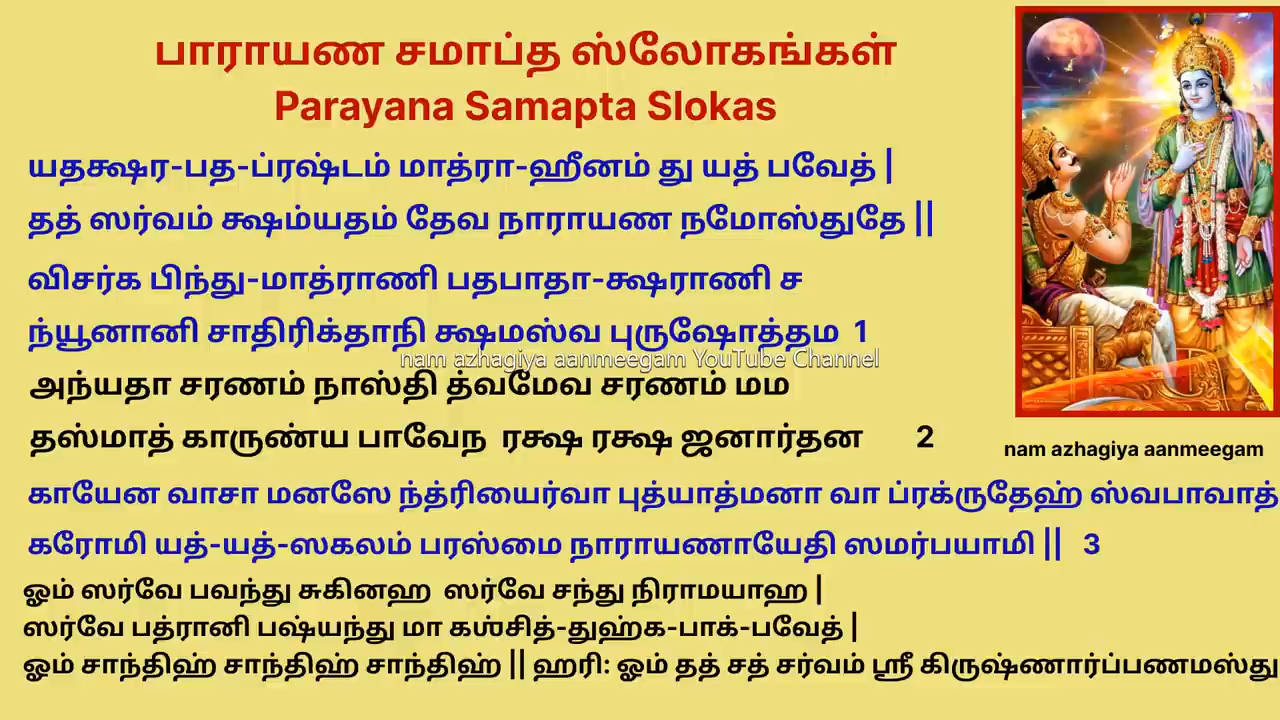 பாராயண சமாப்த ஸ்லோகங்கள்
Parayana Samapta Slokas
யதக்ஷர-பத-ப்ரஷ்டம் மாத்ரா-ஹீனம் து யத் பவேத் |
தத் ஸர்வம் க்ஷம்யதம் தேவ நாராயண நமோஸ்துதே ||
விசர்க பிந்து-மாத்ராணி பதபாதா-க்ஷராணி ச
ந்யூனானி சாதிரிக்தாநி க்ஷமஸ்வ புருஷோத்தம 1
nam azhagiya aanmeegam YouTube Channel
அந்யதா சரணம் நாஸ்தி த்வமேவ சரணம் மம
தஸ்மாத் காருண்ய பாவேந ரக்ஷ ரக்ஷ ஜனார்தன 2
nam azhagiya aanmeegam
காயேன வாசா மனஸே ந்த்ரியைர்வா புத்யாத்மனா வா ப்ரக்ருதேஹ் ஸ்வபாவாத்
கரோமி யத்-யத்-ஸகலம் பரஸ்மை நாராயணாயேதி ஸமர்பயாமி || 3
ஓம் ஸர்வே பவந்து சுகினஹ ஸர்வே சந்து நிராமயாஹ |
ஸர்வே பத்ரானி பஷ்யந்து மா கஶ்சித்-துஹ்க-பாக்-பவேத் |
ஓம் சாந்திஹ் சாந்திஹ் சாந்திஹ் || ஹரி: ஓம் தத் சத் சர்வம் ஸ்ரீ கிருஷ்ணார்ப்பணமஸ்து